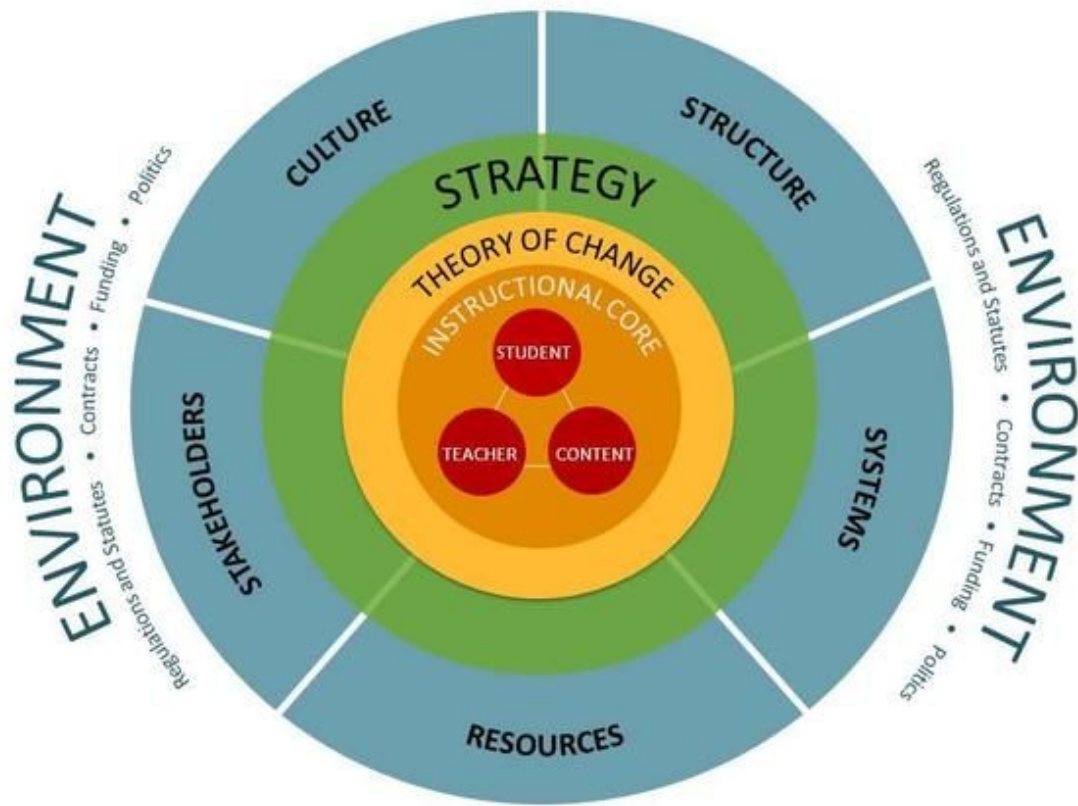 CULTURE
STRUCTURE
STRATEGY
THEORY OF CHANGE
INSTRUCTIONAL CORE
STUDENT
TEACHER
CONTENT
STAKEHOLDERS
SYSTEMS
RESOURCES
ENVIRONMENT
Regulations and Statutes • Contracts • Funding • Politics
ENVIRONMENT
Regulations and Statutes • Contracts • Funding • Politics